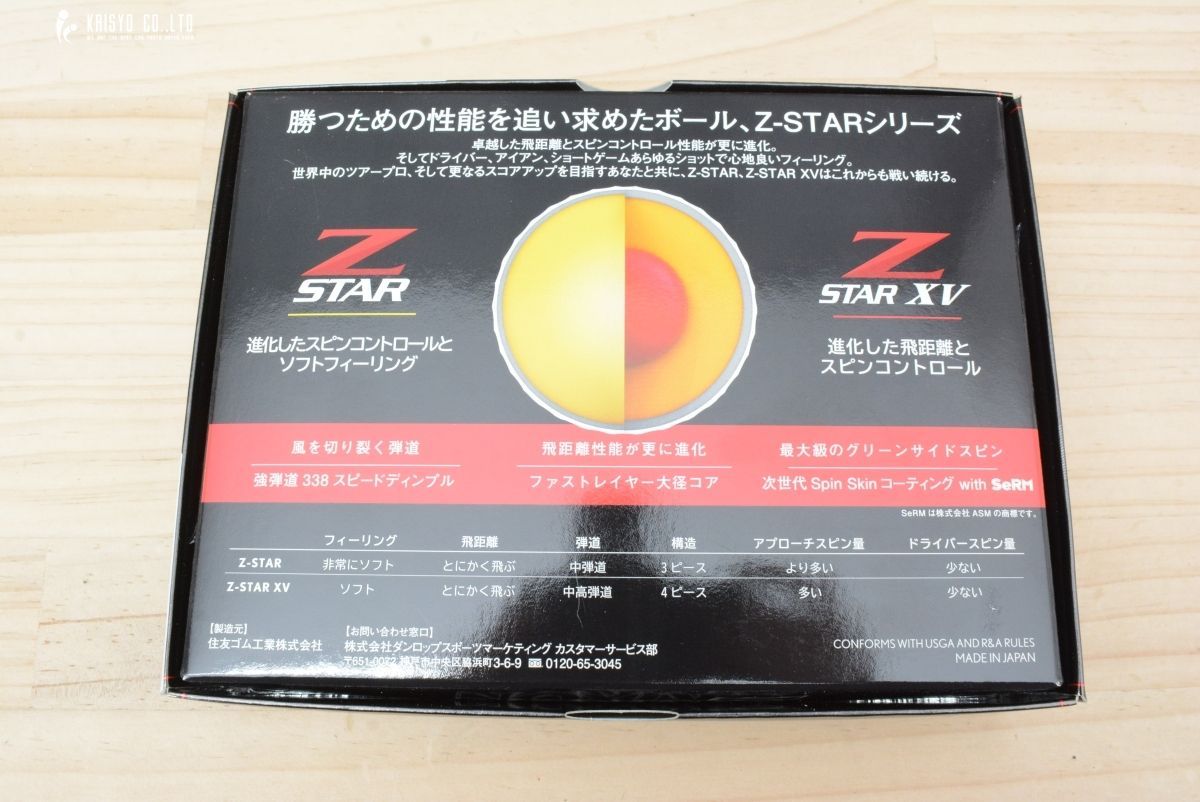 KAISYO CO.,LTD
勝つための性能を追い求めたボール、Z-STARシリーズ
卓越した飛距離とスピンコントロール性能が更に進化。
そしてドライバー、アイアン、ショートゲームあらゆるショットで心地良いフィーリング。
世界中のツアープロ、そして更なるスコアアップを目指すあなたと共に、Z-STAR、Z-STAR XVはこれからも戦い続ける。
Z
STAR
進化したスピンコントロールと
ソフトフィーリング
Z
STAR XV
進化した飛距離と
スピンコントロール
風を切り裂く弾道 飛距離性能が更に進化 最大級のグリーンサイドスピン
強弾道 338 スピードディンプル ファストレイヤー大径コア 次世代 Spin Skin コーティング with SeRM
SeRM は株式会社 ASM の商標です。
フィーリング 飛距離 弾道 構造 アプローチスピン量 ドライバースピン量
Z-STAR 非常にソフト とにかく飛ぶ 中弾道 3 ピース より多い 少ない
Z-STAR XV ソフト とにかく飛ぶ 中高弾道 4 ピース 多い 少ない
【製造元】
住友ゴム工業株式会社
【お問い合わせ窓口】
株式会社ダンロップスポーツマーケティング カスタマーサービス部
〒651-0072 神戸市中央区脇浜町3-6-9 0120-65-3045
CONFORMS WITH USGA AND R&A RULES
MADE IN JAPAN